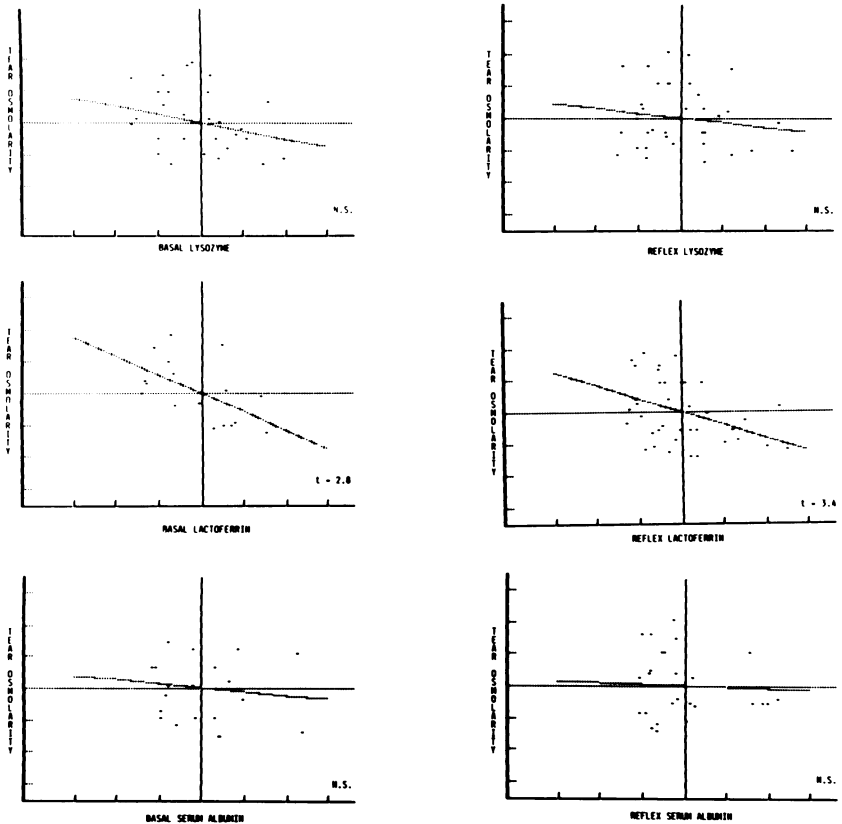 TEAR OSMOLARITY
N.S.
BASAL LYSOZYME
TEAR OSMOLARITY
N.S.
REFLEX LYSOZYME
TEAR OSMOLARITY
t = 2.8
BASAL LACTOFERRIN
TEAR OSMOLARITY
t = 3.4
REFLEX LACTOFERRIN
TEAR OSMOLARITY
N.S.
BASAL SERUM ALBUMIN
TEAR OSMOLARITY
N.S.
REFLEX SERUM ALBUMIN